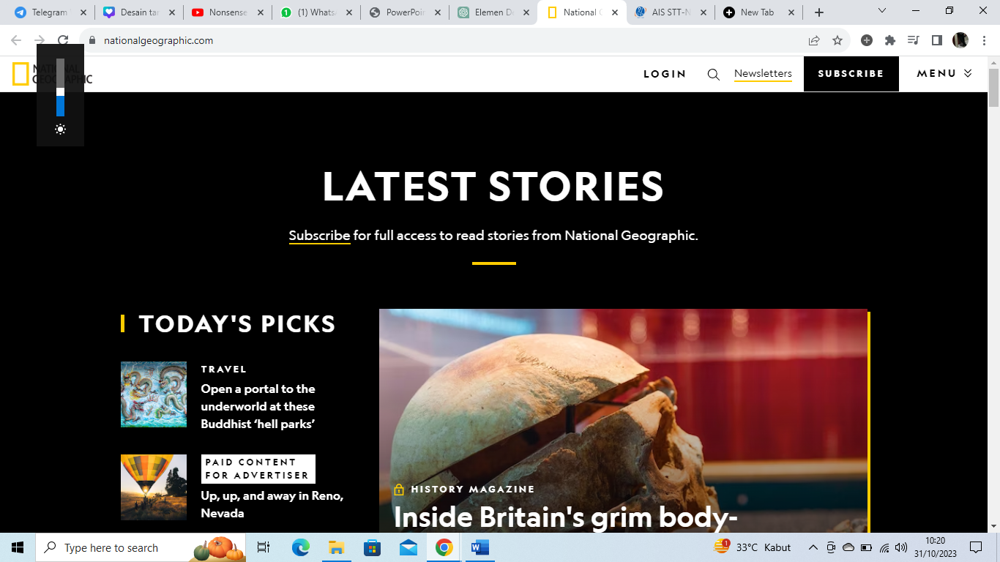 Telegram
Desain tar
Nonsense
(1) Whats
PowerPoin
Elemen De
National G
AIS STT-N
New Tab
nationalgeographic.com
NATIONAL
GEOGRAPHIC
LOGIN
Newsletters
SUBSCRIBE
MENU
LATEST STORIES
Subscribe for full access to read stories from National Geographic.
TODAY'S PICKS
TRAVEL
Open a portal to the
underworld at these
Buddhist ‘hell parks’
PAID CONTENT
FOR ADVERTISER
Up, up, and away in Reno,
Nevada
HISTORY MAGAZINE
Inside Britain's grim body-
Type here to search
1
33°C Kabut
10:20
31/10/2023